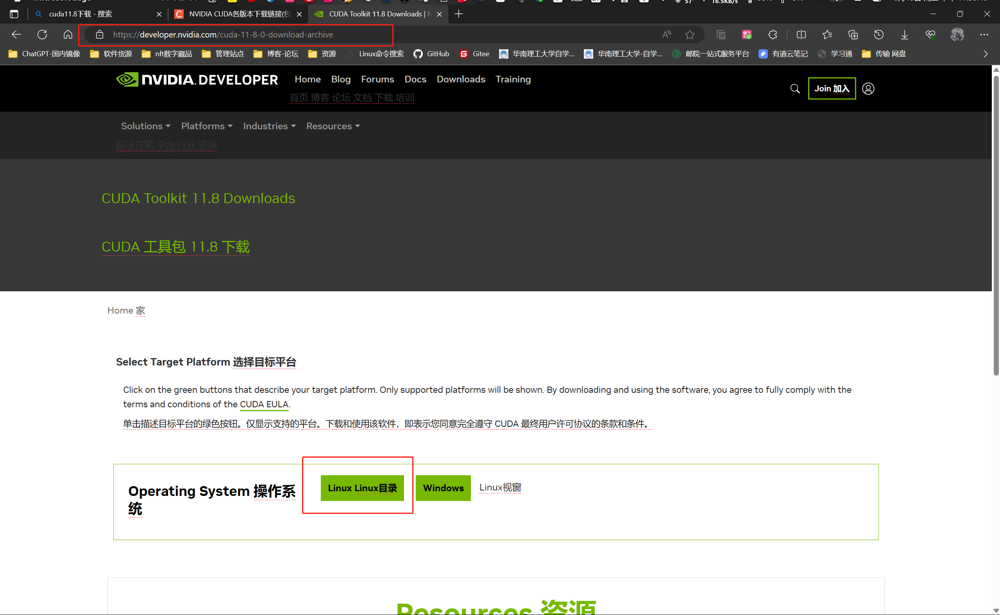 cuda11.8下载 - 搜索
NVIDIA CUDA各版本下载链接(包
CUDA Toolkit 11.8 Downloads | N
https://developer.nvidia.com/cuda-11-8-0-download-archive
ChatGPT-国内镜像 软件货源 nft数字藏品 管理站点 博客-论坛 资源 Linux命令搜索 GitHub Gitee 华南理工大学自学... 华南理工大学-自学... 邮院一站式服务平台 有道云笔记 学习通 传输 网盘
NVIDIA. DEVELOPER Home Blog Forums Docs Downloads Training
首页 博客 论坛 文档 下载 培训
Join 加入
Solutions Platforms Industries Resources
解决方案 平台 行业 资源
CUDA Toolkit 11.8 Downloads
CUDA 工具包 11.8 下载
Home 家
Select Target Platform 选择目标平台
Click on the green buttons that describe your target platform. Only supported platforms will be shown. By downloading and using the software, you agree to fully comply with the
terms and conditions of the CUDA EULA.
单击描述目标平台的绿色按钮。仅显示支持的平台。下载和使用该软件，即表示您同意完全遵守 CUDA 最终用户许可协议的条款和条件。
Operating System 操作系
统
Linux Linux目录 Windows Linux视窗
Resources 资源